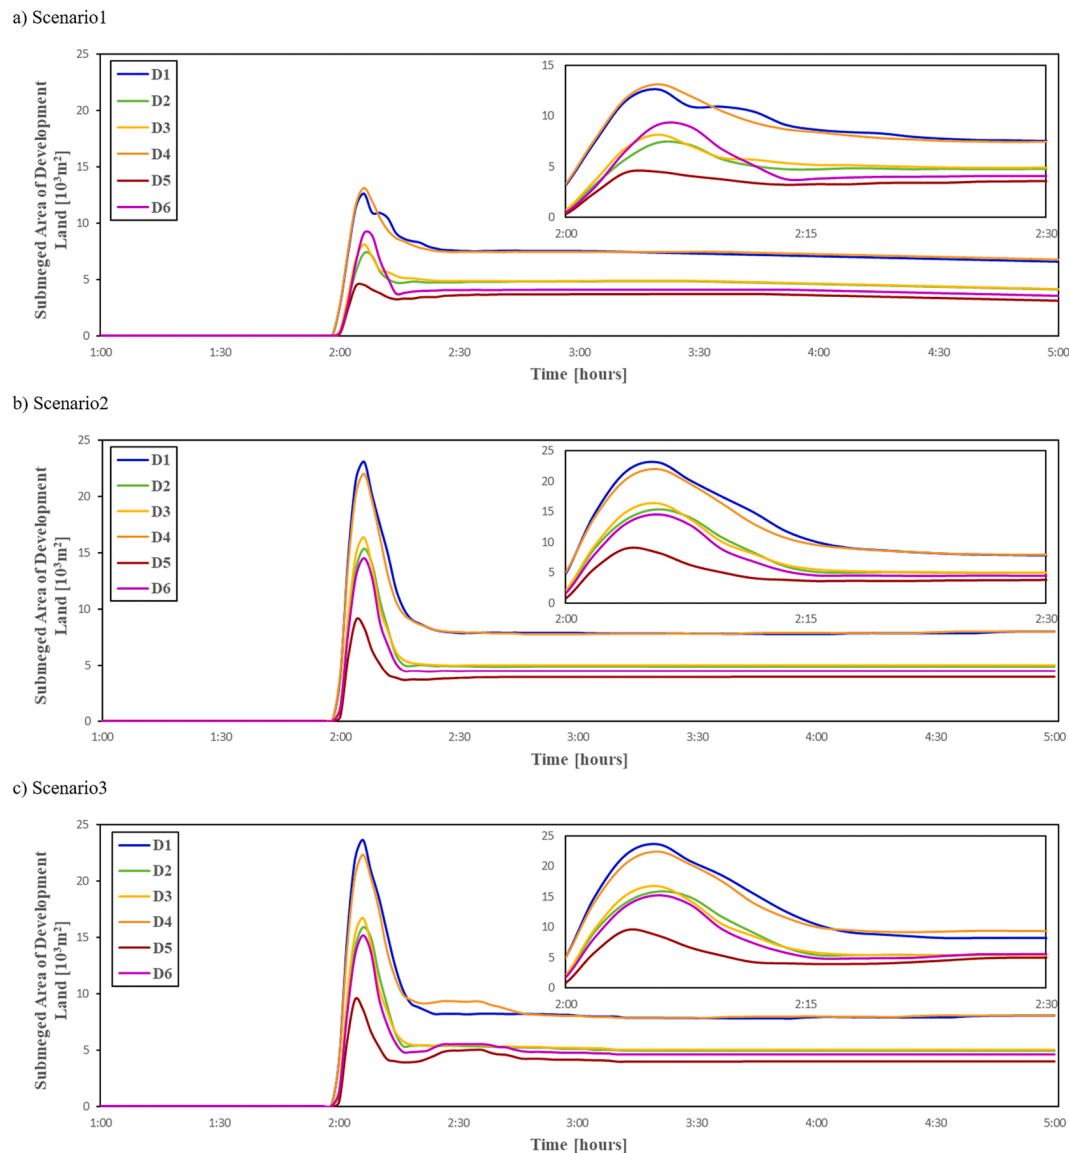 a) Scenario1
Submeged Area of Development
Land [10³m²]
25
20
15
10
5
0
D1
D2
D3
D4
D5
D6
15
10
5
0
2:00 2:15 2:30
1:00 1:30 2:00 2:30 3:00 3:30 4:00 4:30 5:00
Time [hours]
b) Scenario2
Submeged Area of Development
Land [10³m²]
25
20
15
10
5
0
D1
D2
D3
D4
D5
D6
25
20
15
10
5
0
2:00 2:15 2:30
1:00 1:30 2:00 2:30 3:00 3:30 4:00 4:30 5:00
Time [hours]
c) Scenario3
Submeged Area of Development
Land [10³m²]
25
20
15
10
5
0
D1
D2
D3
D4
D5
D6
25
20
15
10
5
0
2:00 2:15 2:30
1:00 1:30 2:00 2:30 3:00 3:30 4:00 4:30 5:00
Time [hours]